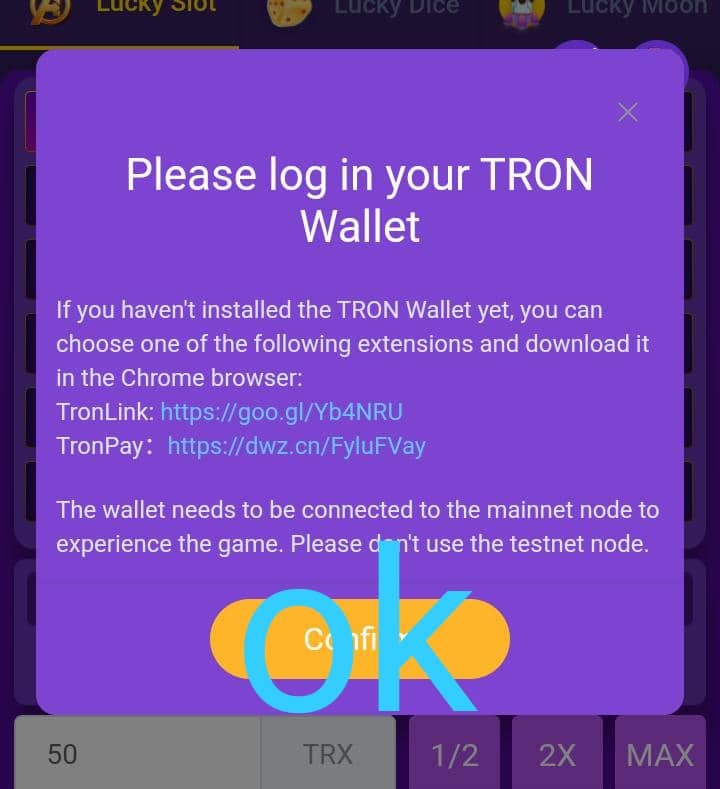 Lucky Slot Lucky Dice Lucky Moon
Please log in your TRON
Wallet
If you haven't installed the TRON Wallet yet, you can
choose one of the following extensions and download it
in the Chrome browser:
TronLink: https://goo.gl/Yb4NRU
TronPay： https://dwz.cn/FyluFVay
The wallet needs to be connected to the mainnet node to
experience the game. Please don't use the testnet node.
Confirm
ok
50 TRX 1/2 2X MAX